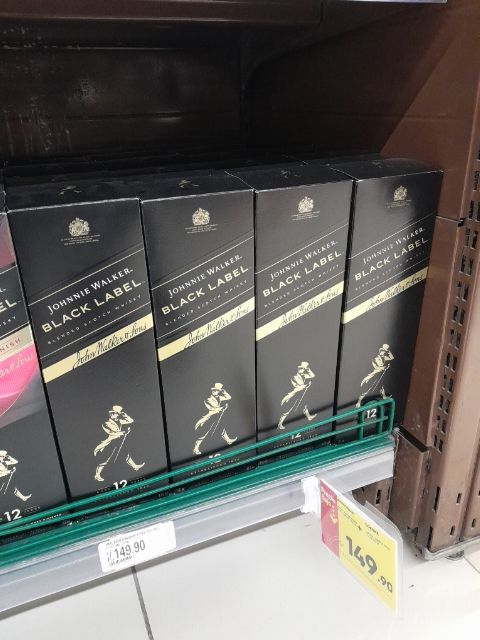 JOHNNIE WALKER.
BLACK LABEL
BLENDED SCOTCH WHISKY
John Walker & Sons
12
JOHNNIE WALKER.
BLACK LABEL
BLENDED SCOTCH WHISKY
John Walker & Sons
12
JOHNNIE WALKER.
BLACK LABEL
BLENDED SCOTCH WHISKY
John Walker & Sons
12
JOHNNIE WALKER.
BLACK LABEL
BLENDED SCOTCH WHISKY
John Walker & Sons
12
12
149.90
149.90